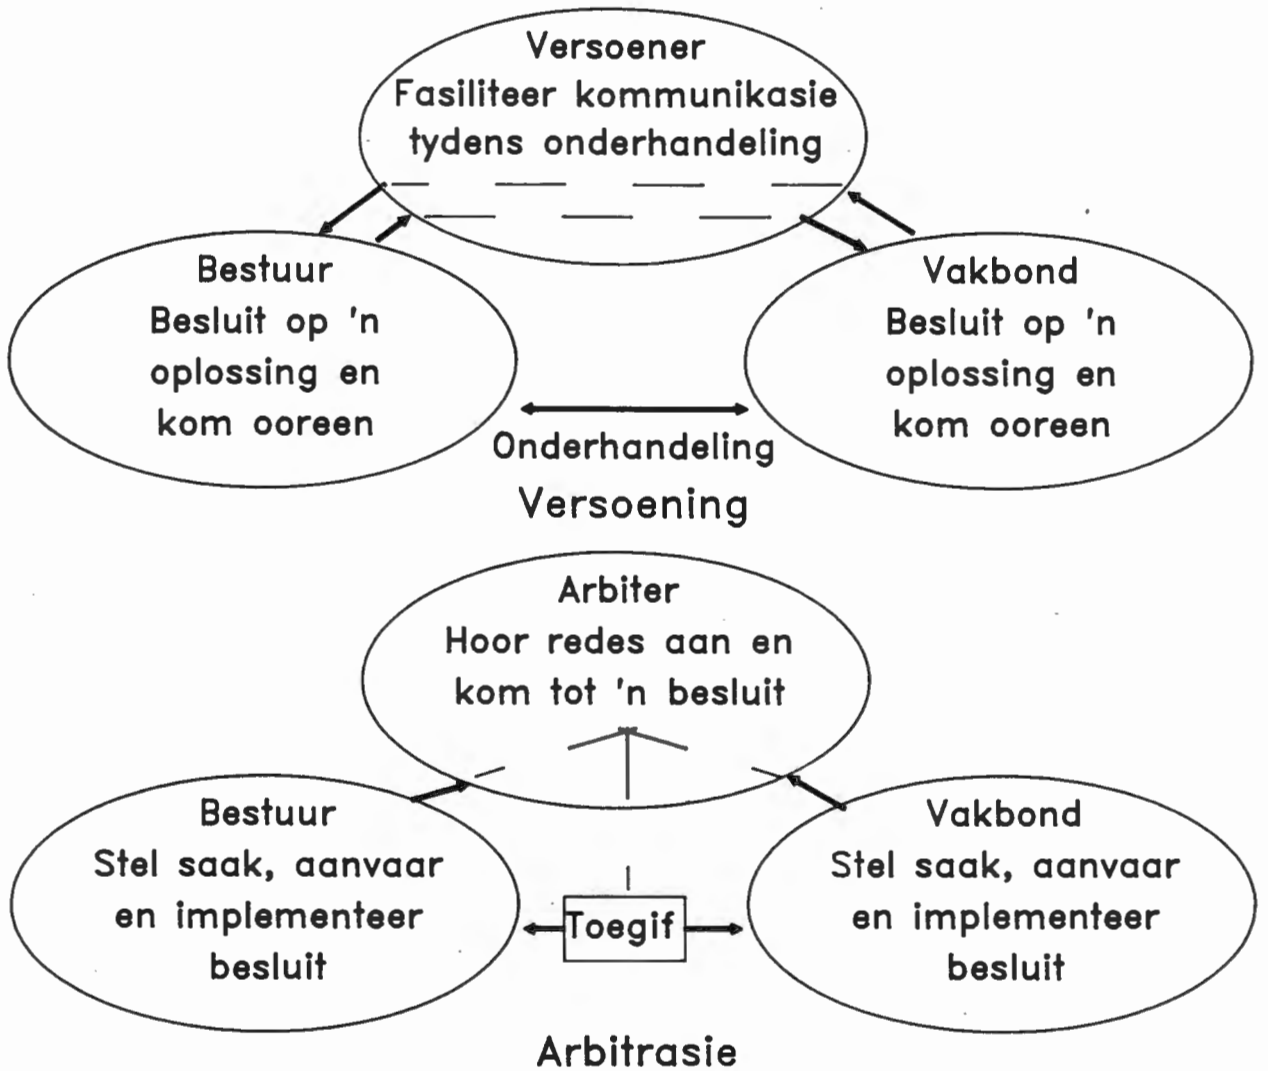 Versoener
Fasiliteer kommunikasie
tydens onderhandeling
Bestuur
Besluit op 'n
oplossing en
kom ooreen
Vakbond
Besluit op 'n
oplossing en
kom ooreen
Onderhandeling
Versoening
Arbiter
Hoor redes aan en
kom tot 'n besluit
Bestuur
Stel saak, aanvaar
en implementeer
besluit
Vakbond
Stel saak, aanvaar
en implementeer
besluit
Toegif
Arbitrasie